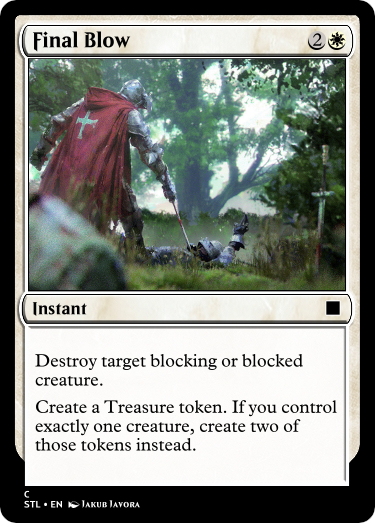 Final Blow 2
Instant
Destroy target blocking or blocked
creature.
Create a Treasure token. If you control
exactly one creature, create two of
those tokens instead.
C
STL • EN Jakub Javora